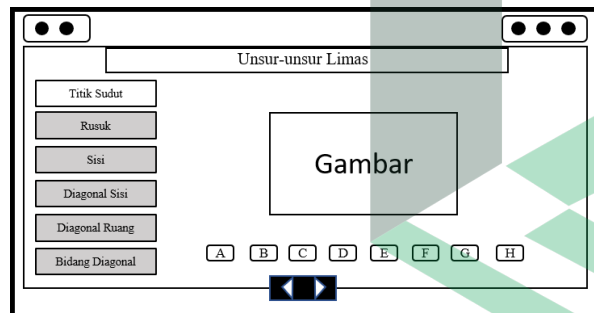 Unsur-unsur Limas
Titik Sudut
Rusuk
Sisi
Diagonal Sisi
Diagonal Ruang
Bidang Diagonal
Gambar
A B C D E F G H